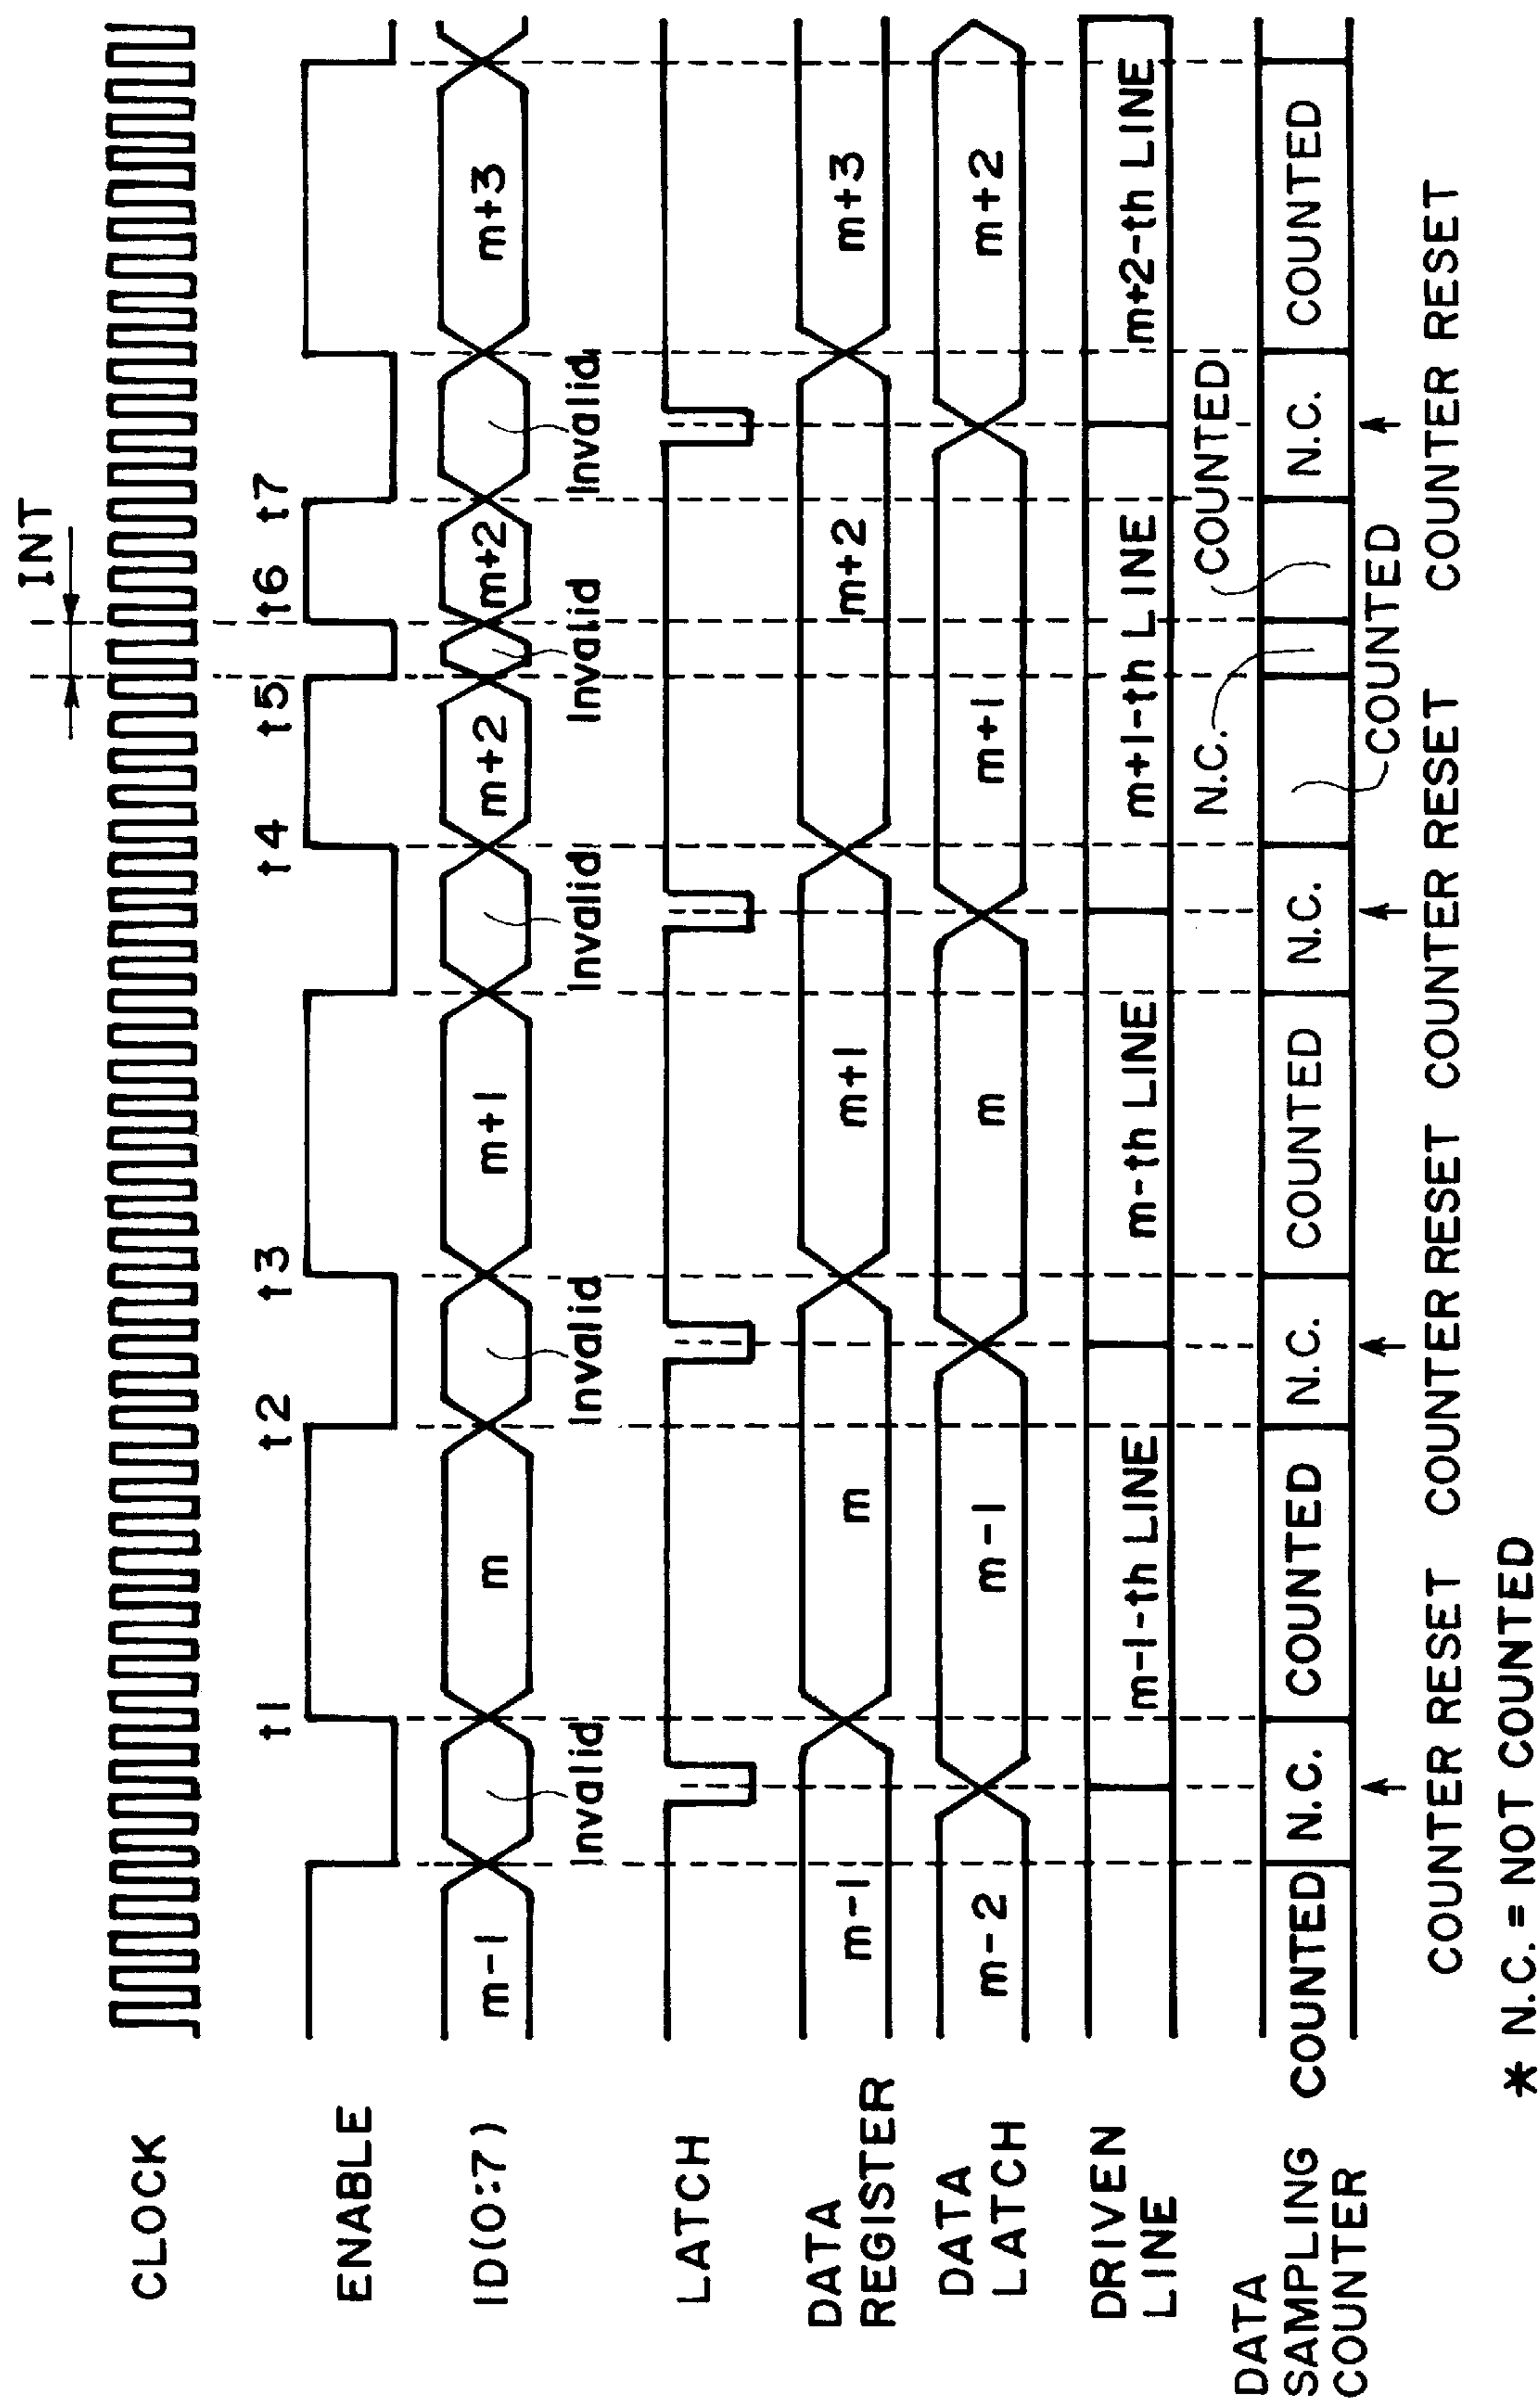 INT
CLOCK
t1 t2 t3 t4 t5 t6 t7
ENABLE
ID(0:7)
m-1 m m+1 m+2 m+2 m+3
Invalid Invalid Invalid Invalid Invalid
LATCH
DATA
REGISTER
m-1 m m+1 m+2 m+3
DATA
LATCH
m-2 m-1 m m+1 m+2
DRIVEN
LINE
m-1-th LINE m-th LINE m+1-th LINE m+2-th LINE
N.C. COUNTED
DATA
SAMPLING
COUNTER
COUNTED N.C. COUNTED N.C. COUNTED N.C. N.C. COUNTED
COUNTED
COUNTER RESET COUNTER RESET COUNTER RESET COUNTER RESET
* N.C. = NOT COUNTED